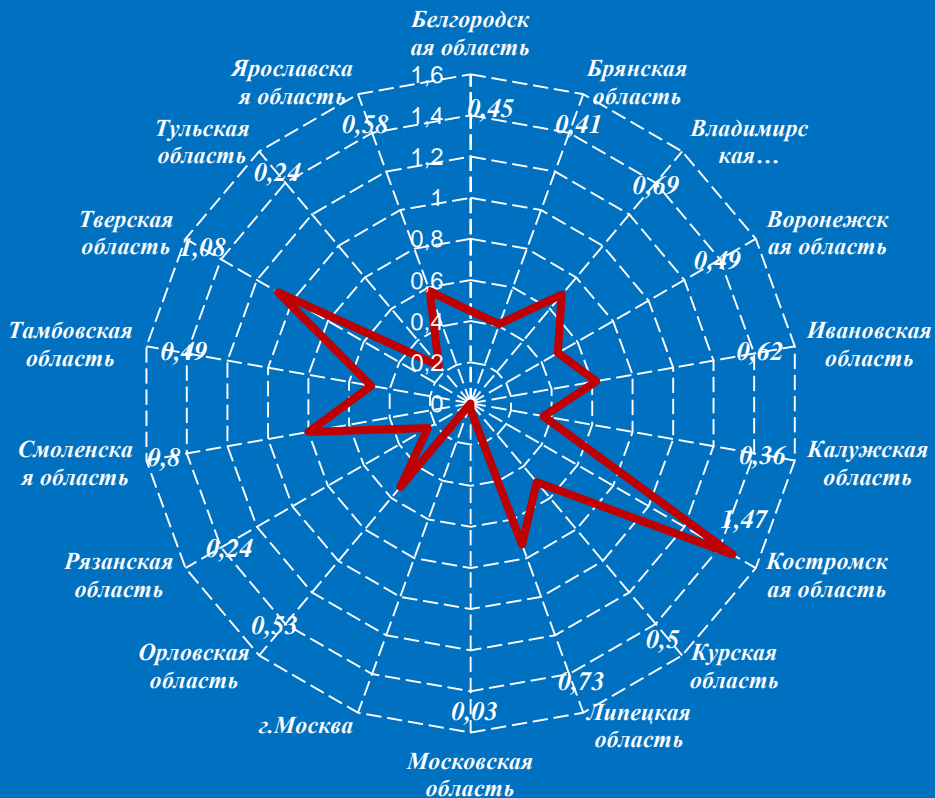 Белгородск
ая область
Брянская
область
Владимирс
кая…
Воронежск
ая область
Ивановская
область
Калужская
область
Костромск
ая область
Курская
область
Липецкая
область
Московская
область
г.Москва
Орловская
область
Рязанская
область
Смоленска
я область
Тамбовская
область
Тверская
область
Тульская
область
Ярославска
я область
1,6
1,4
1,2
1
0,8
0,6
0,4
0,2
0
0,45
0,41
0,69
0,49
0,62
0,36
1,47
0,5
0,73
0,03
0,53
0,24
0,8
0,49
1,08
0,24
0,58